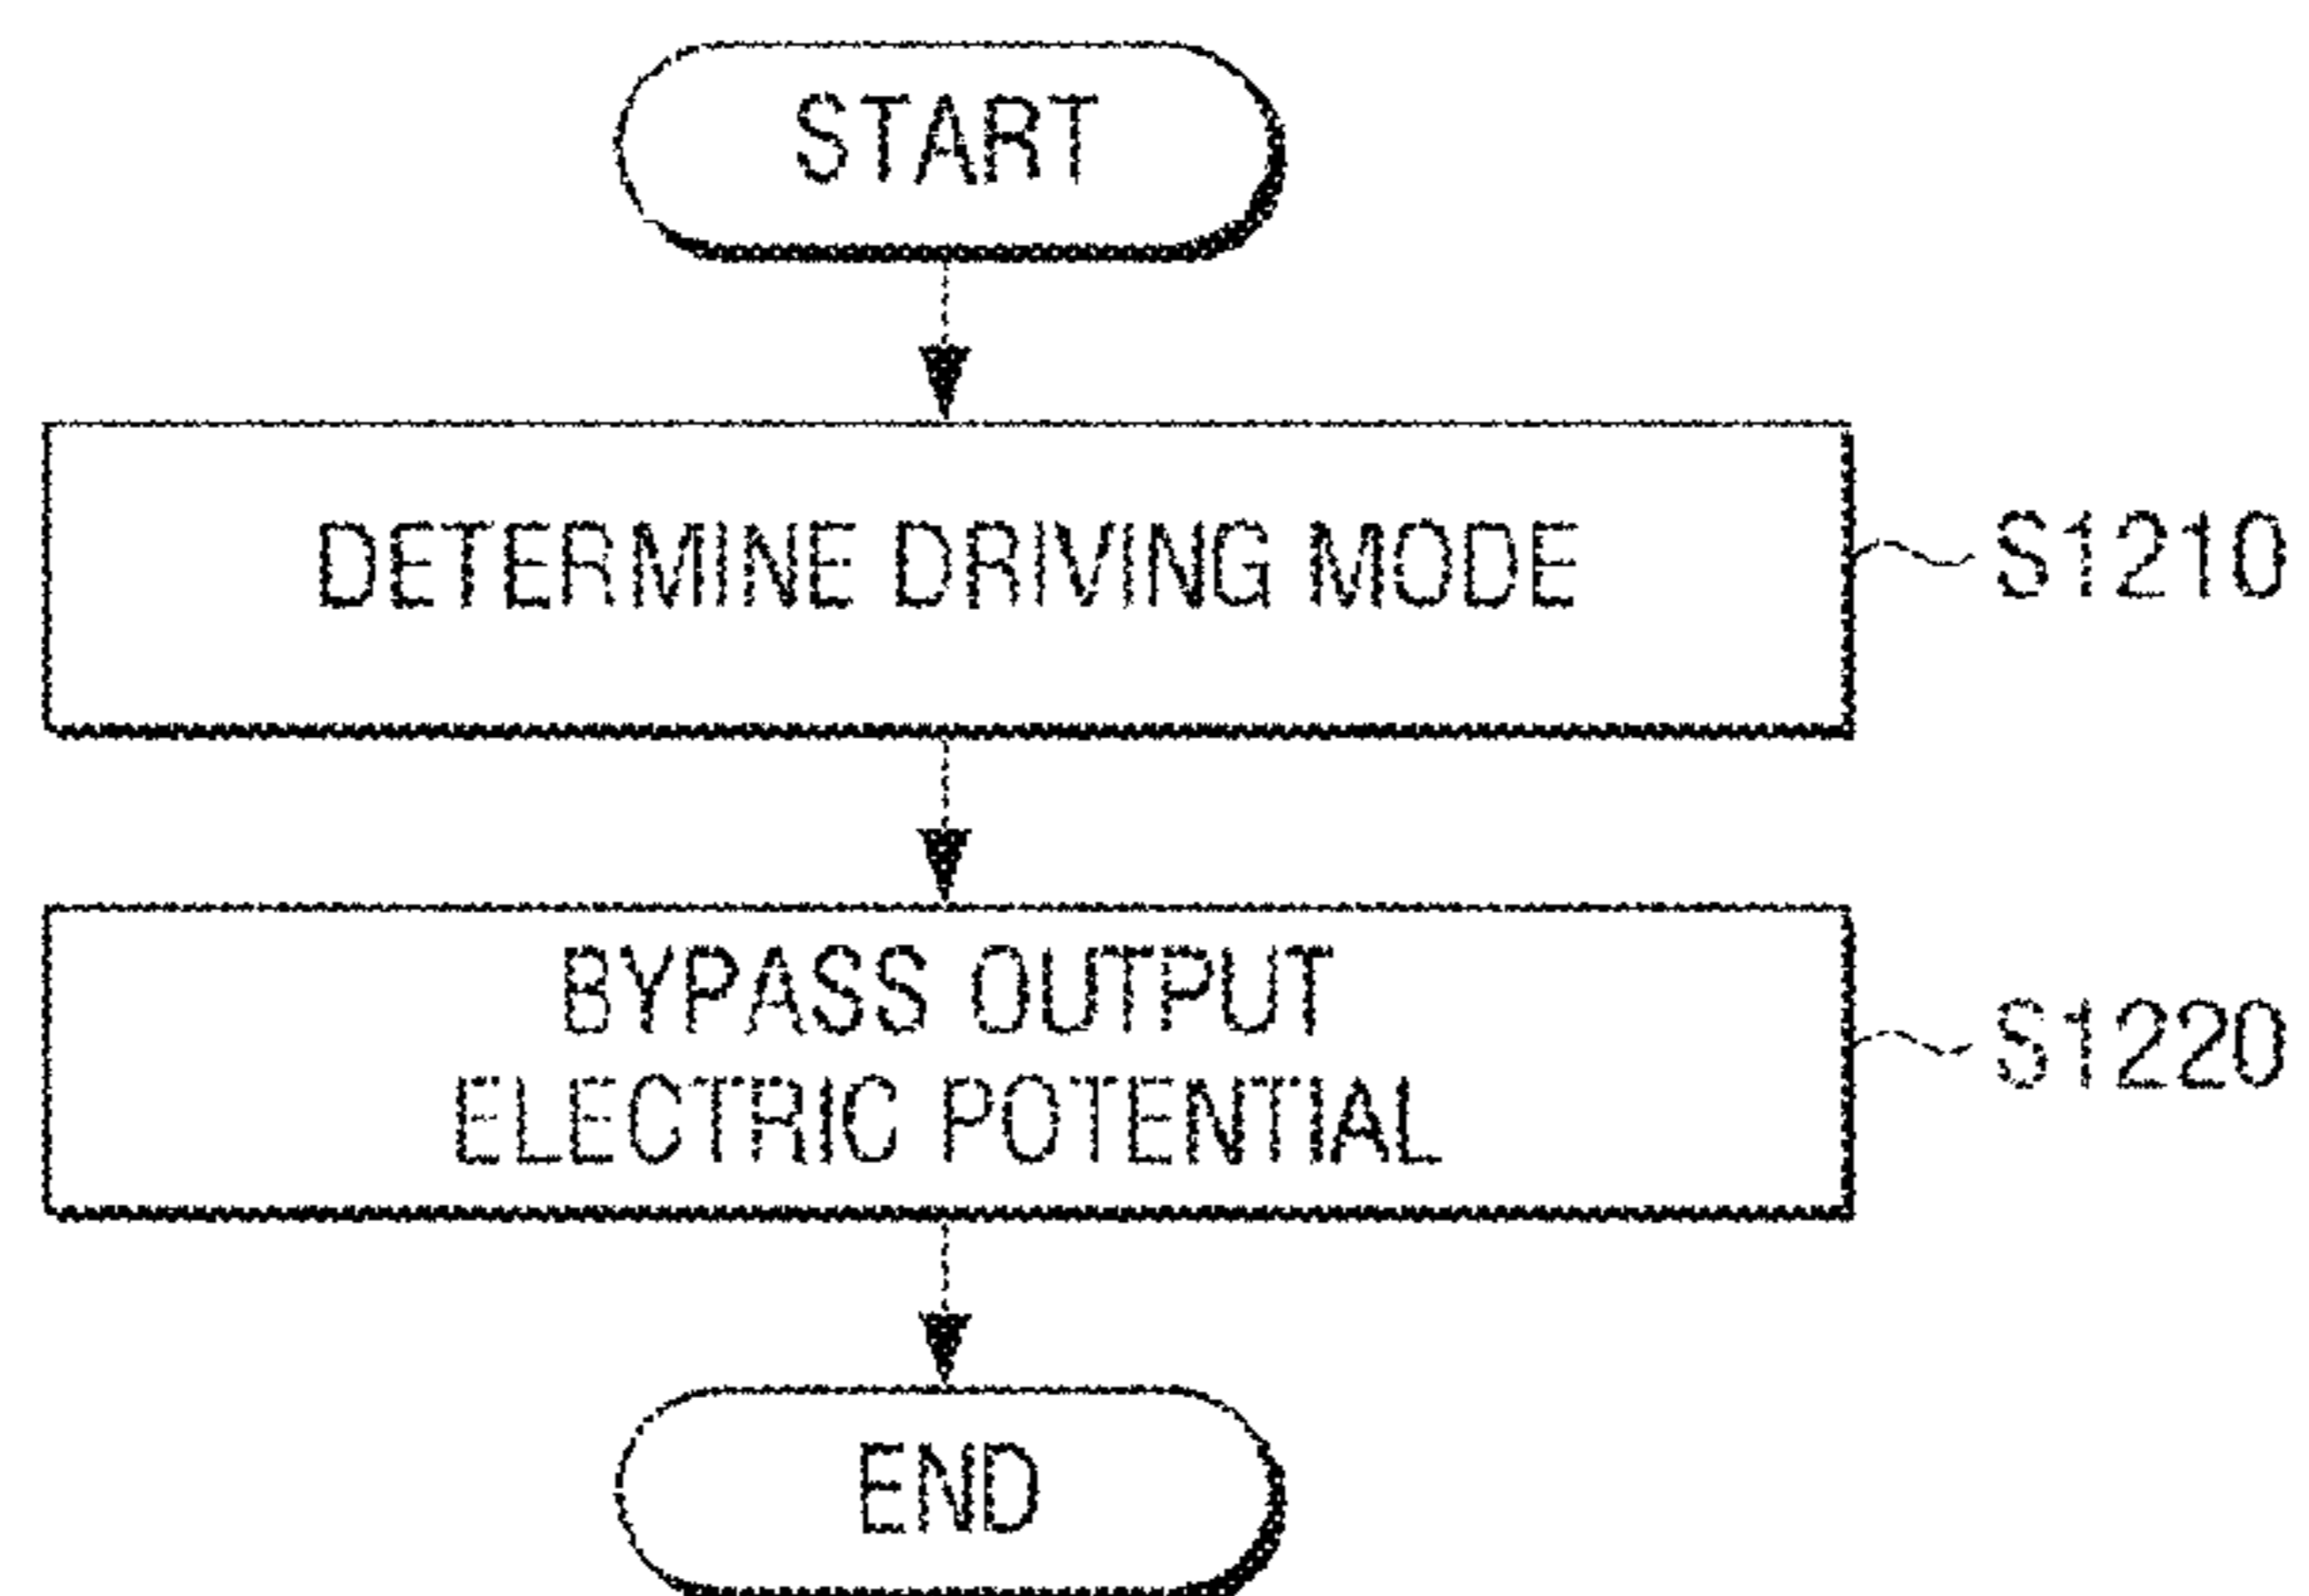 START
DETERMINE DRIVING MODE
S1210
BYPASS OUTPUT
ELECTRIC POTENTIAL
S1220
END